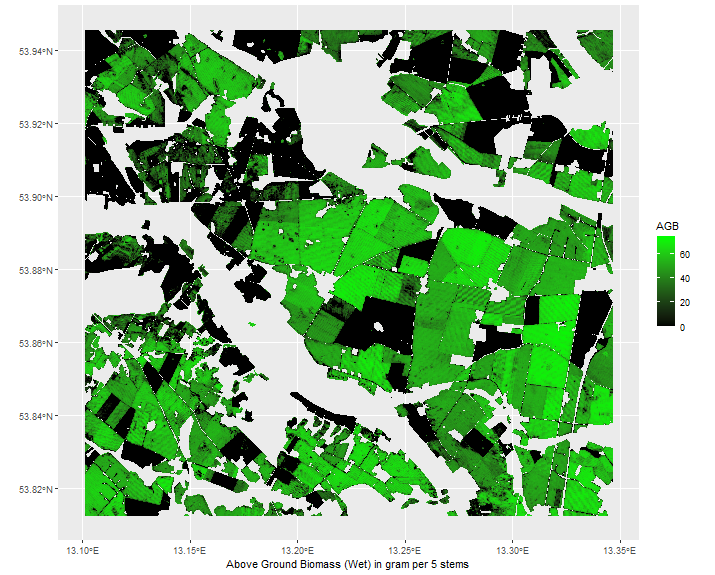 53.94°N
53.92°N
53.90°N
53.88°N
53.86°N
53.84°N
53.82°N
AGB
60
40
20
0
13.10°E 13.15°E 13.20°E 13.25°E 13.30°E 13.35°E
Above Ground Biomass (Wet) in gram per 5 stems